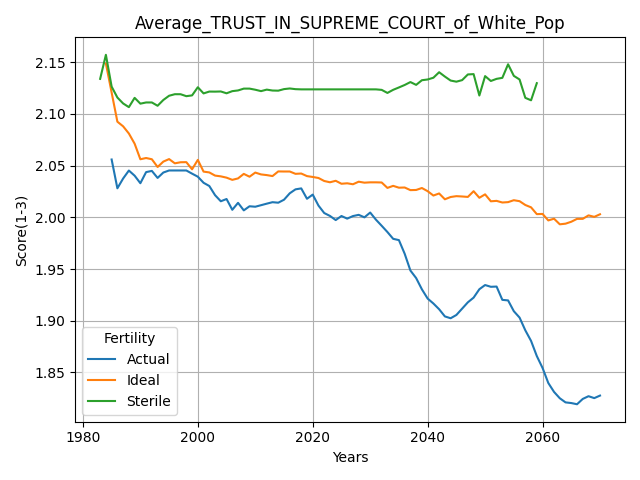 Average_TRUST_IN_SUPREME_COURT_of_White_Pop
Score(1-3)
2.15
2.10
2.05
2.00
1.95
1.90
1.85
Fertility
Actual
Ideal
Sterile
1980
2000
2020
2040
2060
Years